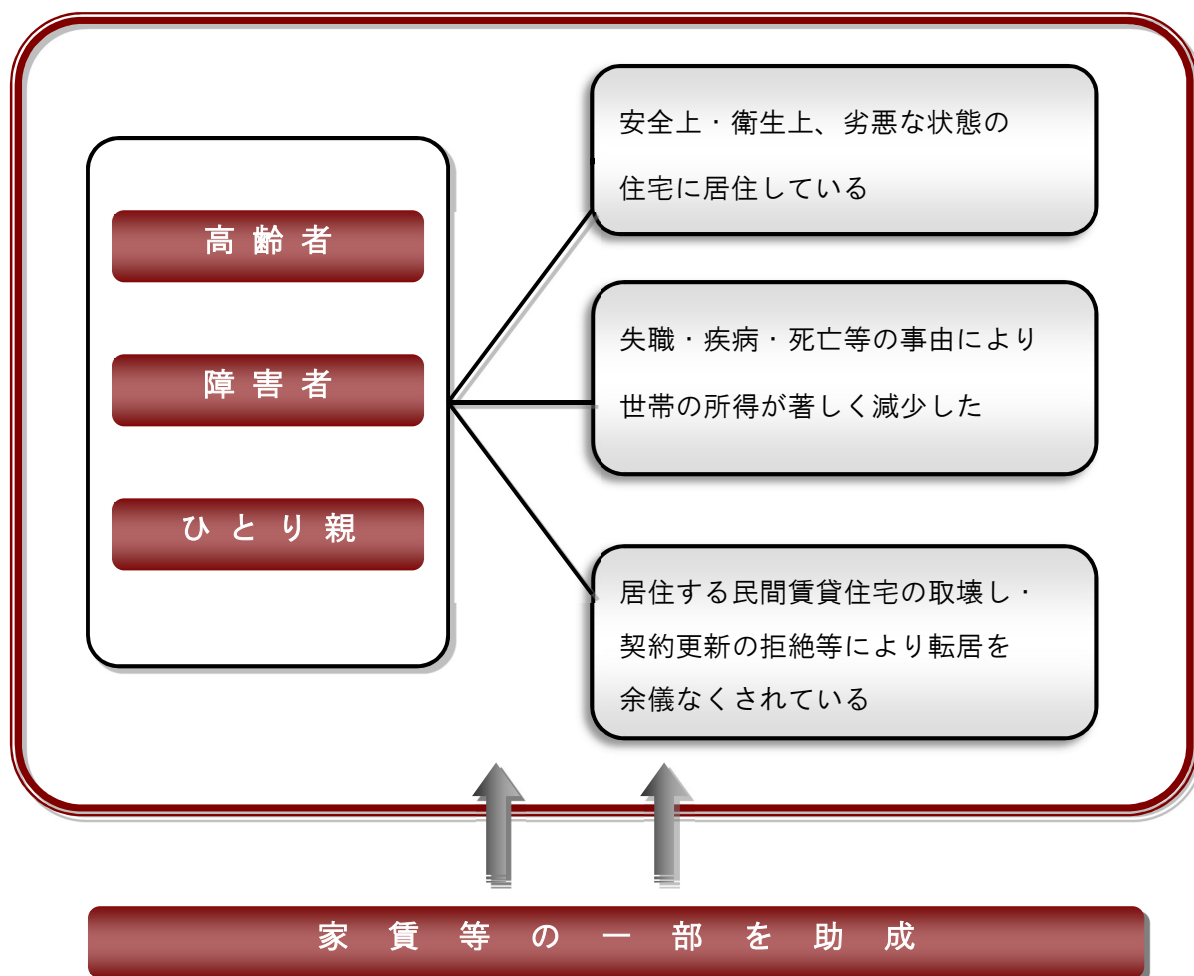 高齢者
障害者
ひとり親
安全上・衛生上、劣悪な状態の
住宅に居住している
失職・疾病・死亡等の事由により
世帯の所得が著しく減少した
居住する民間賃貸住宅の取壊し・
契約更新の拒絶等により転居を
余儀なくされている
家賃等の一部を助成